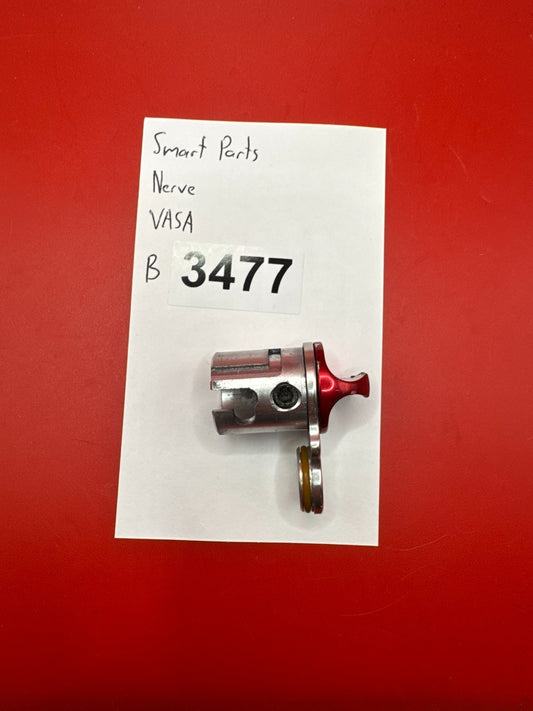 Smart Parts
Nerve
VASA
B 3477